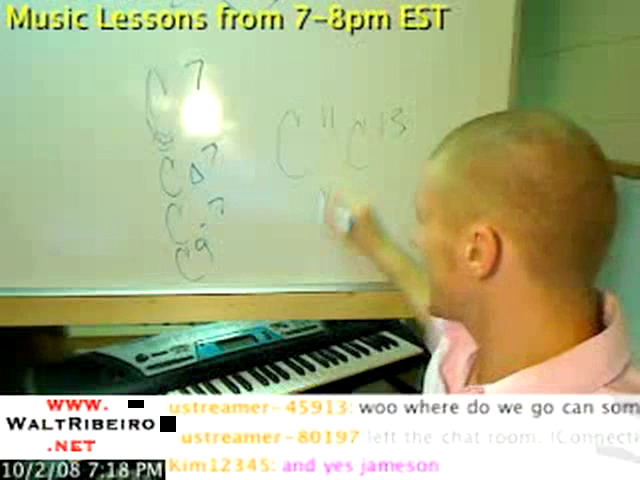 Music Lessons from 7-8pm EST
C7
C11 C13
CΔ7
C-7
C9
www.
WALTRIBEIRO
.NET
10/2/08 7:18 PM
ustreamer-45913: woo where do we go can som
ustreamer-80197 left the chat room. (Connecti
Kim12345: and yes jameson